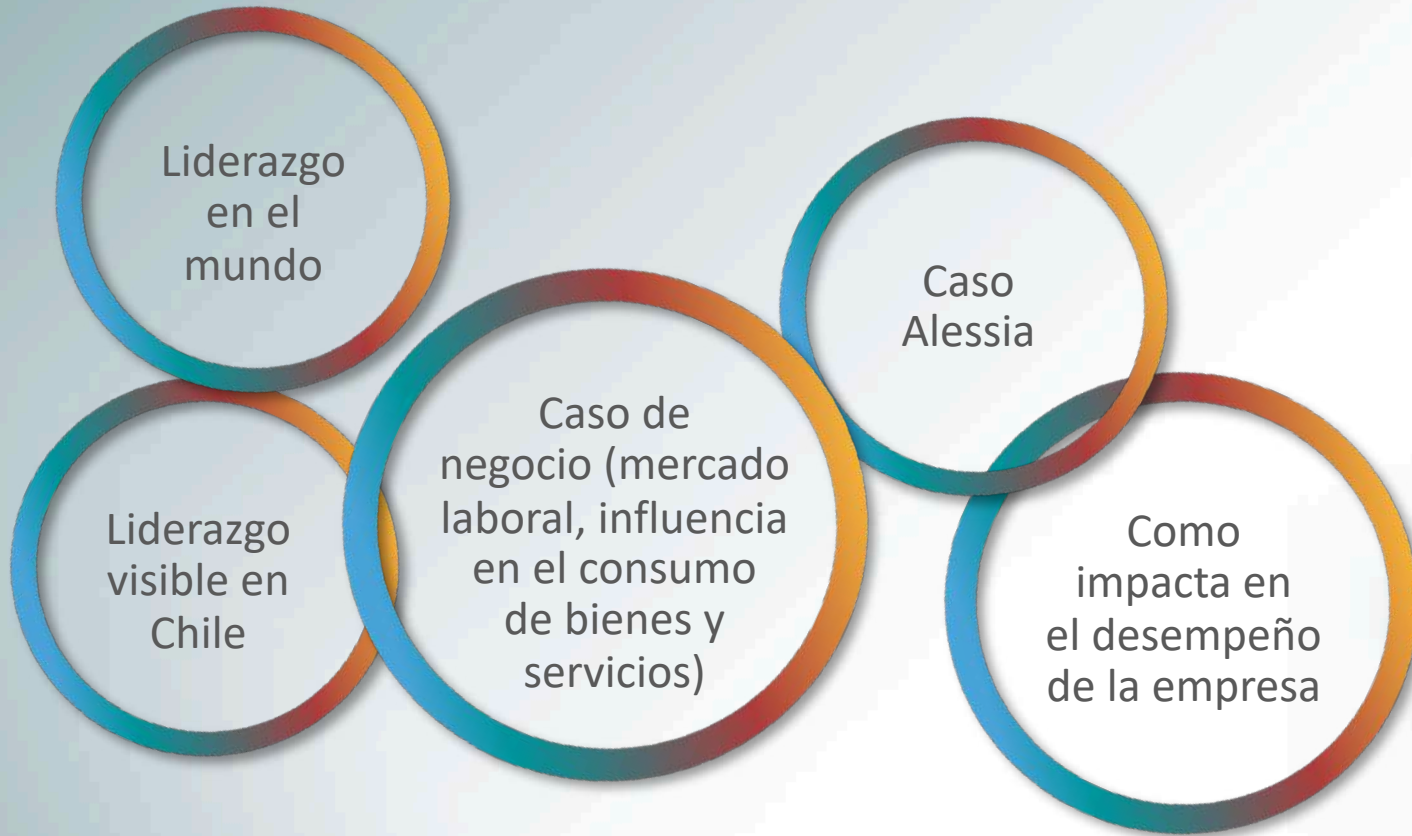 Liderazgo
en el
mundo
Liderazgo
visible en
Chile
Caso de
negocio (mercado
laboral, influencia
en el consumo
de bienes y
servicios)
Caso
Alessia
Como
impacta en
el desempeño
de la empresa